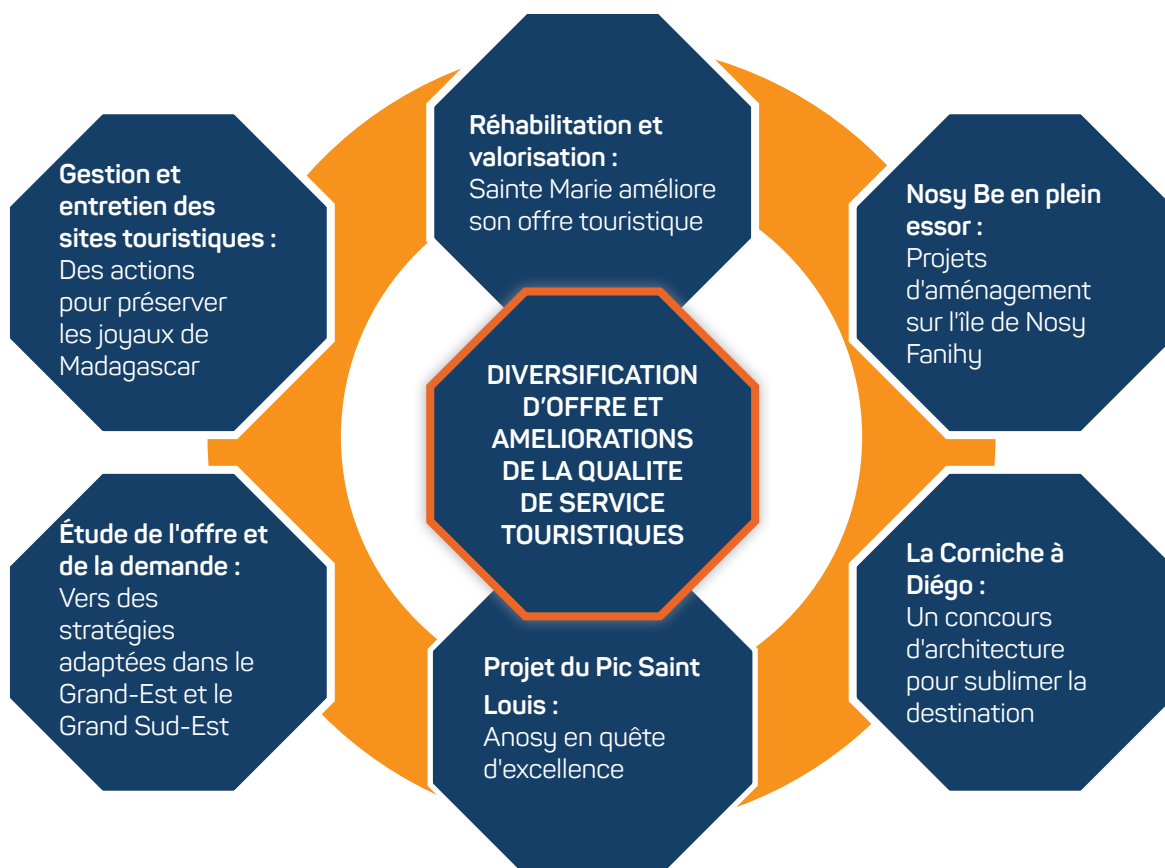 Réhabilitation et
valorisation :
Sainte Marie améliore
son offre touristique
Gestion et
entretien des
sites touristiques :
Des actions
pour préserver
les joyaux de
Madagascar
Nosy Be en plein
essor :
Projets
d'aménagement
sur l'île de Nosy
Fanihy
DIVERSIFICATION
D'OFFRE ET
AMELIORATIONS
DE LA QUALITE
DE SERVICE
TOURISTIQUES
Étude de l'offre et
de la demande :
Vers des
stratégies
adaptées dans le
Grand-Est et le
Grand Sud-Est
La Corniche à
Diégo :
Un concours
d'architecture
pour sublimer la
destination
Projet du Pic Saint
Louis :
Anosy en quête
d'excellence